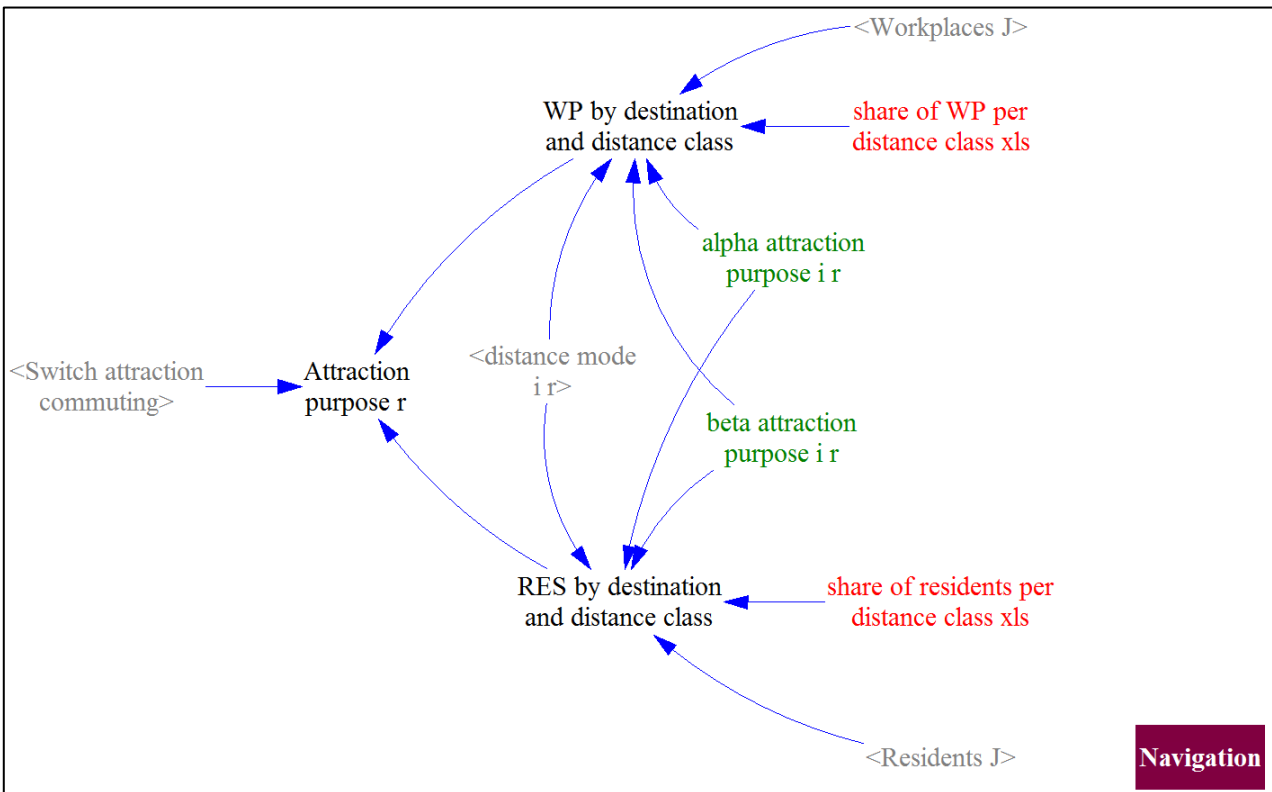 <Workplaces J>
WP by destination
and distance class
share of WP per
distance class xls
alpha attraction
purpose i r
<Switch attraction
commuting>
Attraction
purpose r
<distance mode
i r>
beta attraction
purpose i r
RES by destination
and distance class
share of residents per
distance class xls
<Residents J>
Navigation